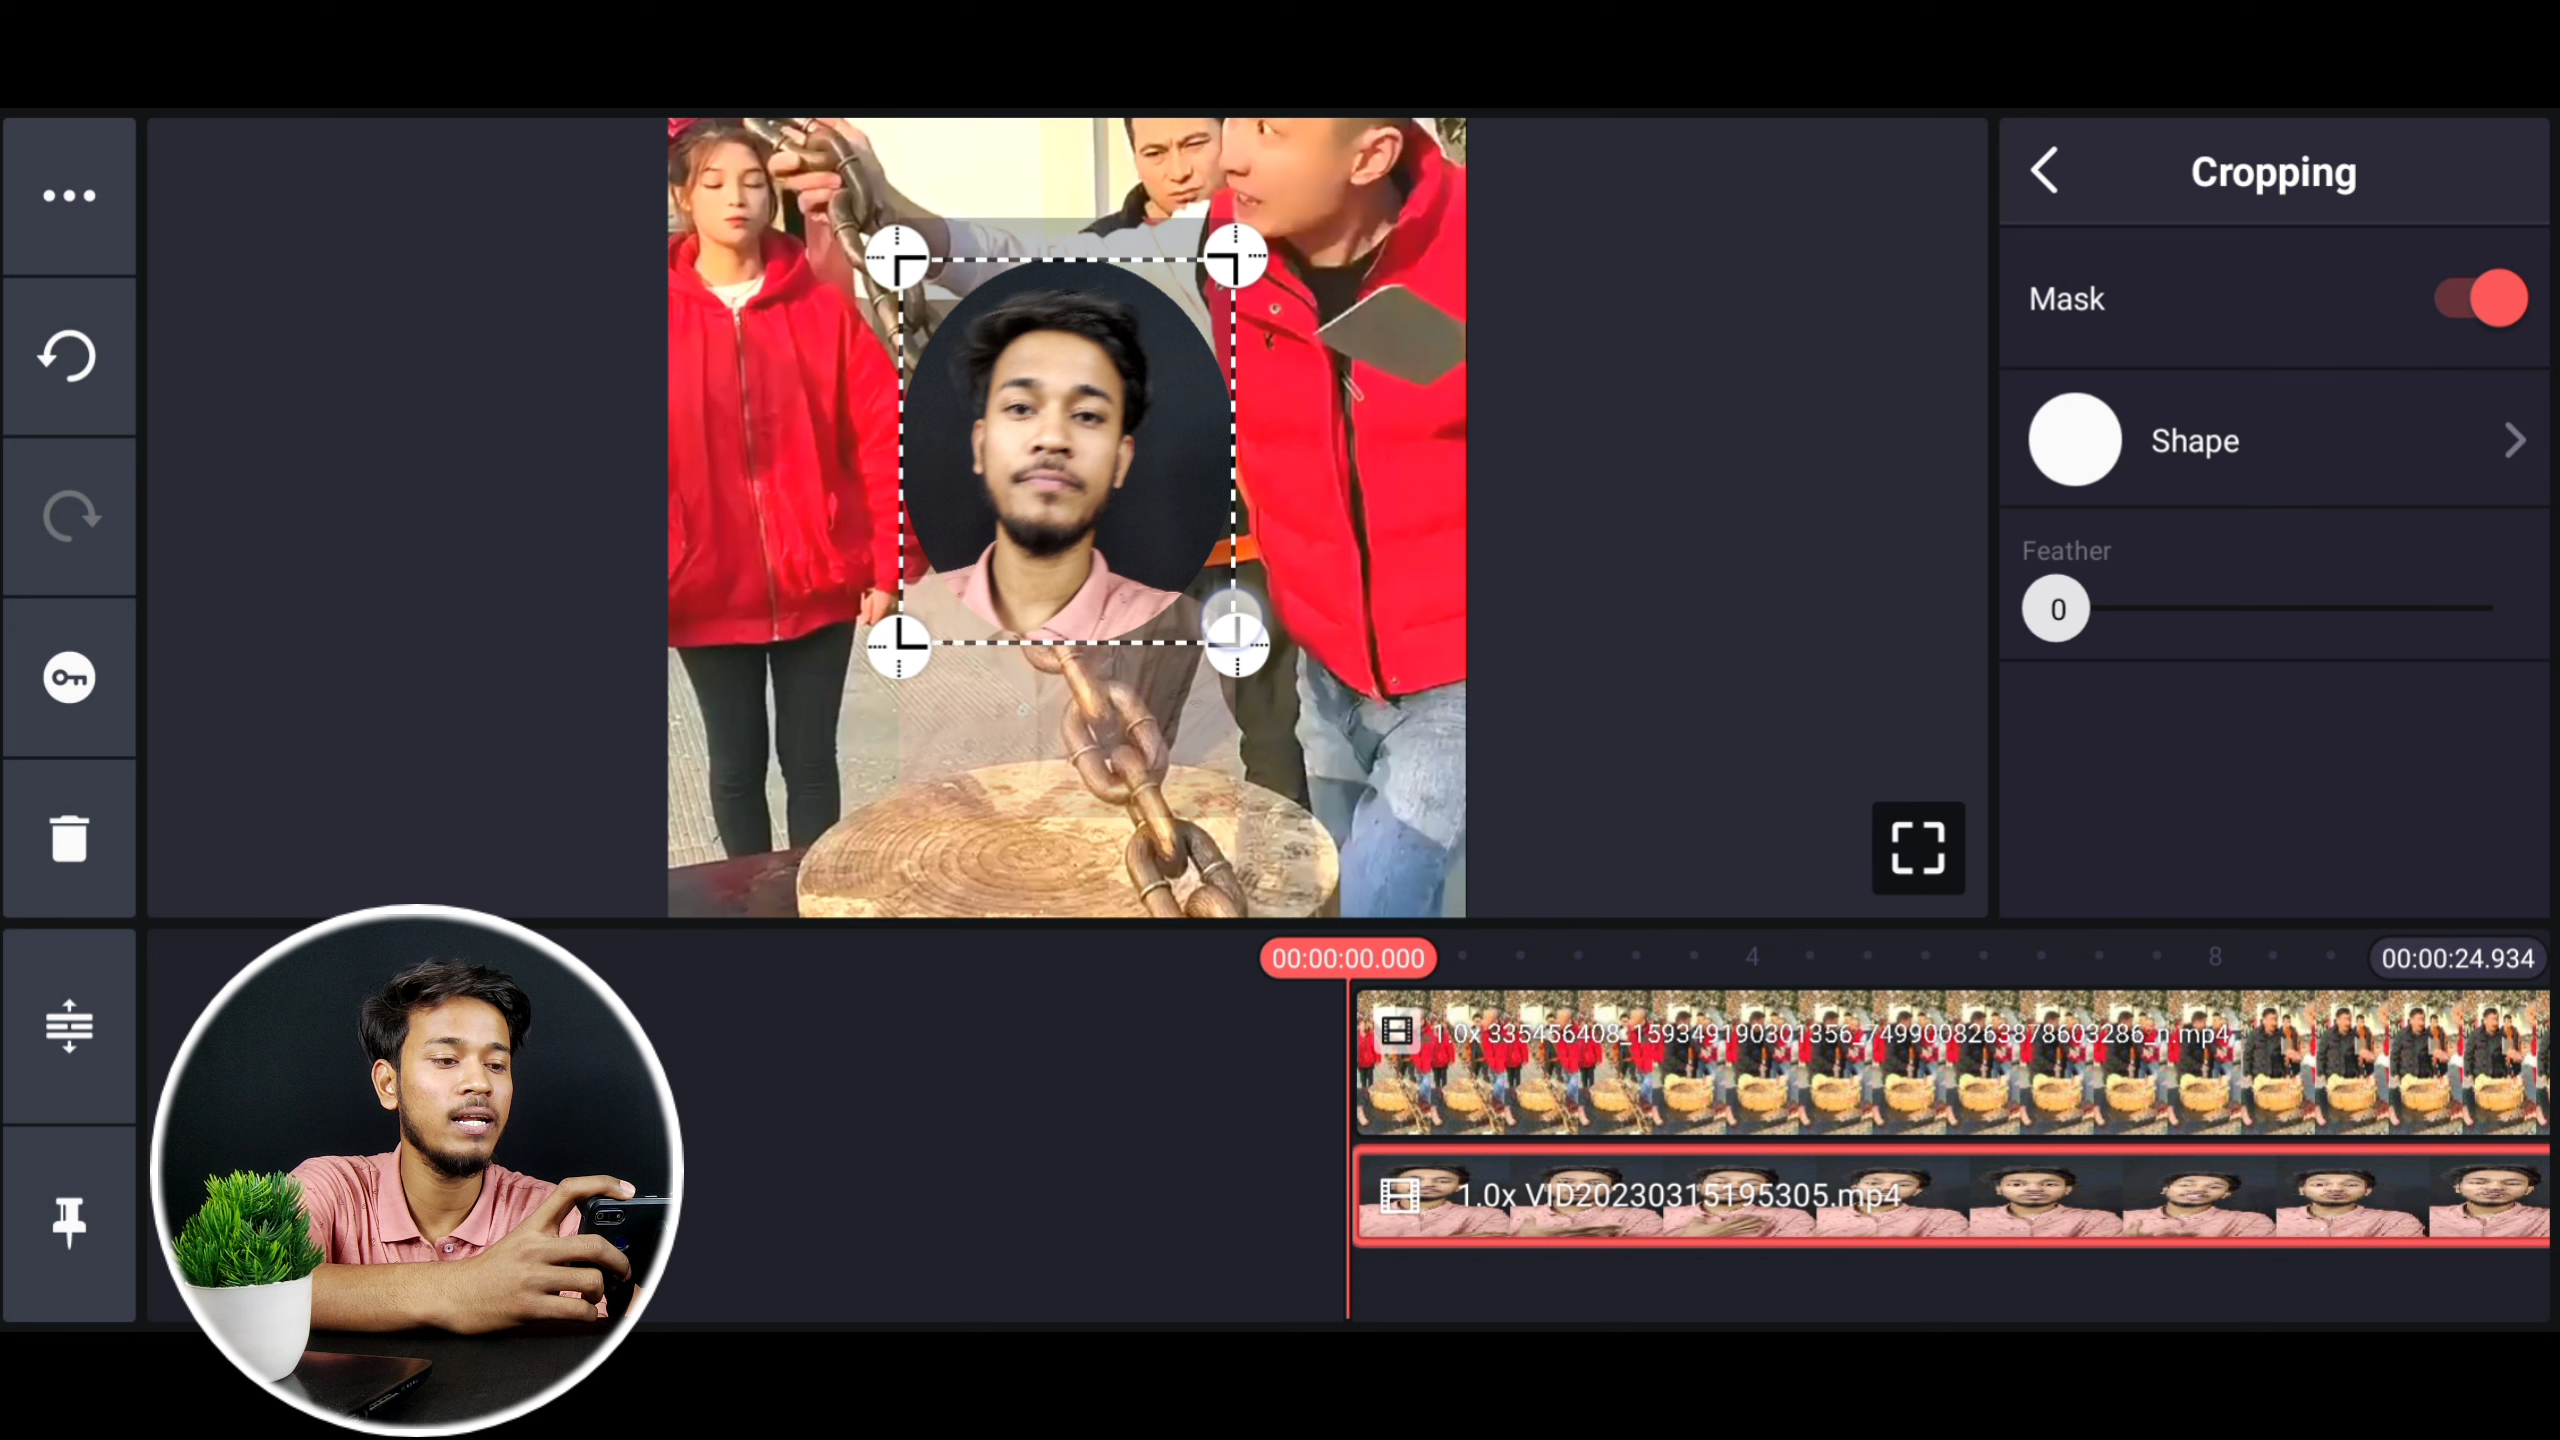 Cropping
Mask
Shape
Feather
0
00:00:00.000
4
8
00:00:24.934
1.0x 335456408_159349190301356_7499008263878603286_n.mp4
1.0x VID20230315195305.mp4